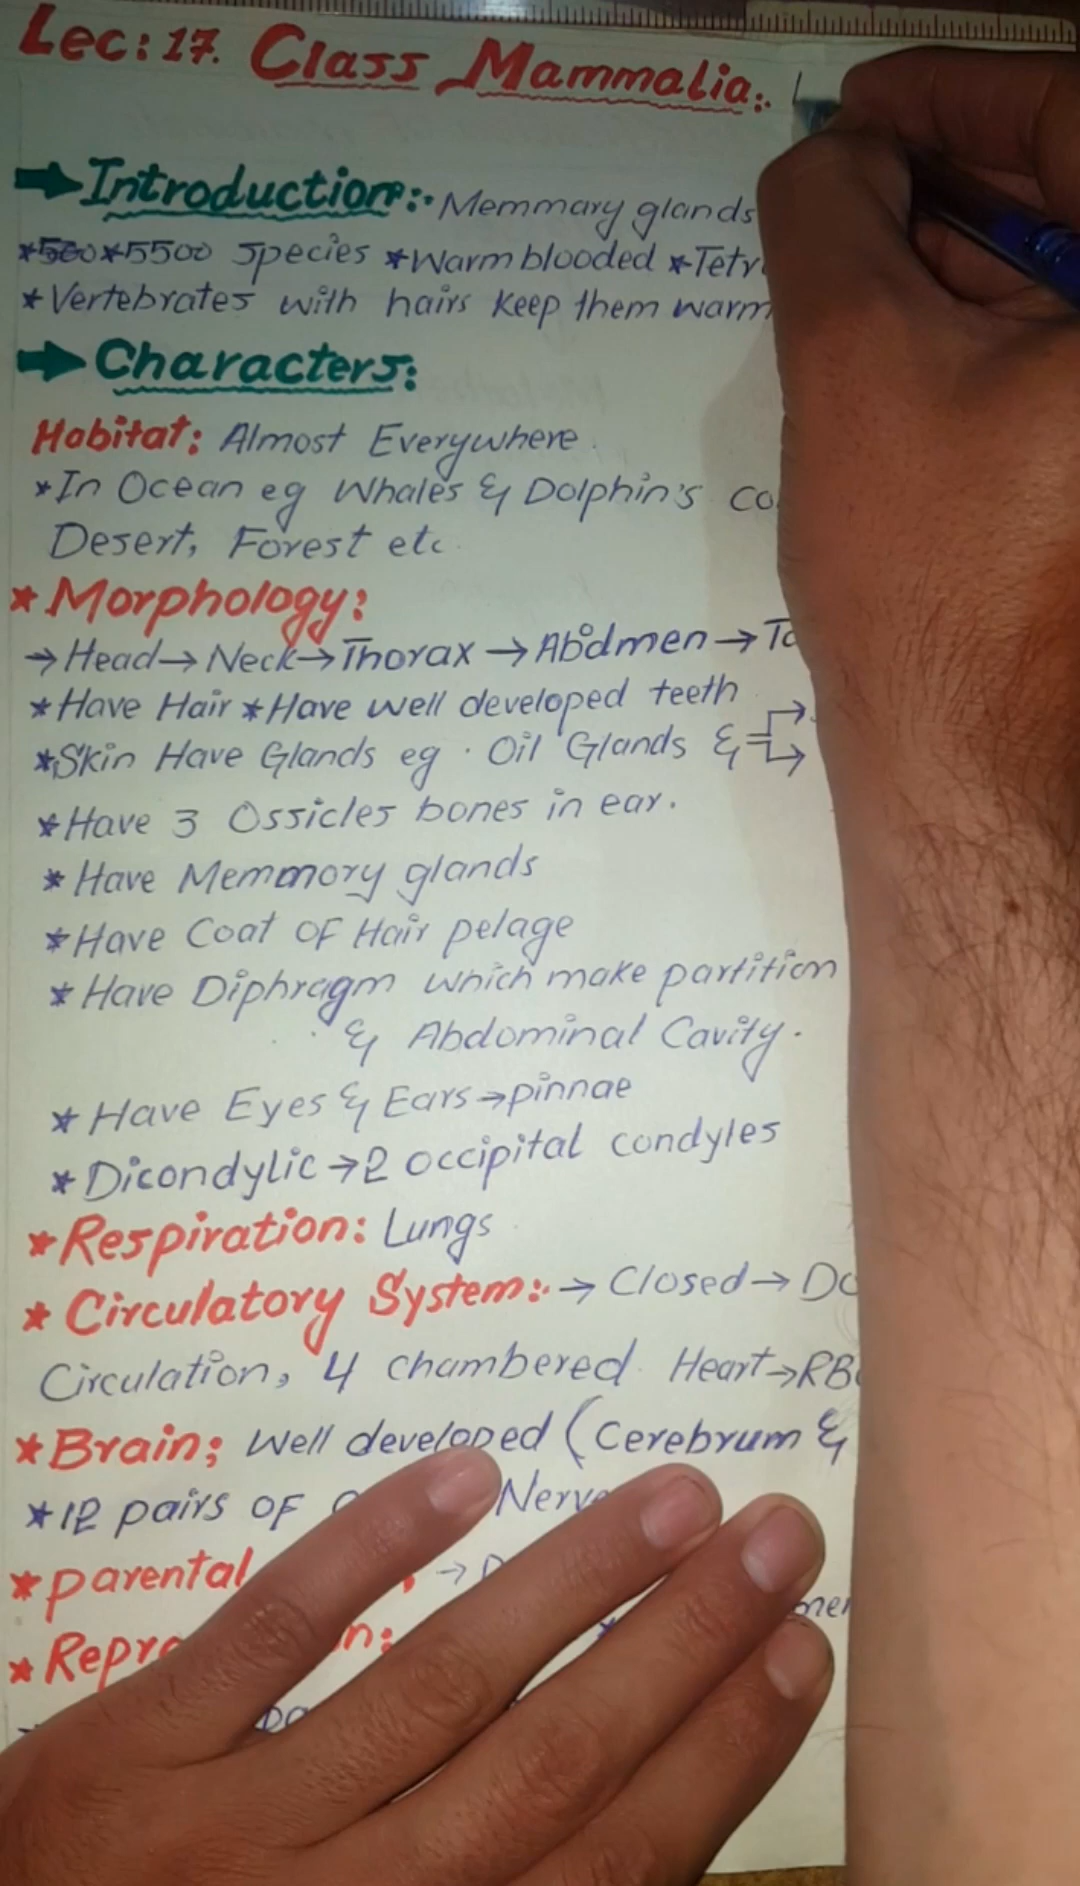 Lec: 17. Class Mammalia:.
Introduction:. Memmary glands
*560 *5500 Species *Warm blooded
*Vertebrates with hairs Keep them warm
Characters:
Habitat: Almost Everywhere.
*In Ocean eg Whales & Dolphin's
Desert, Forest etc
* Morphology:
→Head→Neck→Thorax→Abdmen→
*Have Hair *Have well developed teeth
*Skin Have Glands eg. Oil Glands &
*Have 3 Ossicles bones in ear.
*Have Memmory glands
*Have Coat OF Hair pelage
*Have Diphragm which make partition
& Abdominal Cavity.
*Have Eyes & Ears→pinnae
*Dicondylic→2 occipital condyles
*Respiration: Lungs
* Circulatory System:.→ Closed→
Circulation, 4 chambered Heart→
*Brain; Well developed (Cerebrum &
*12 pairs OF
*parental
*